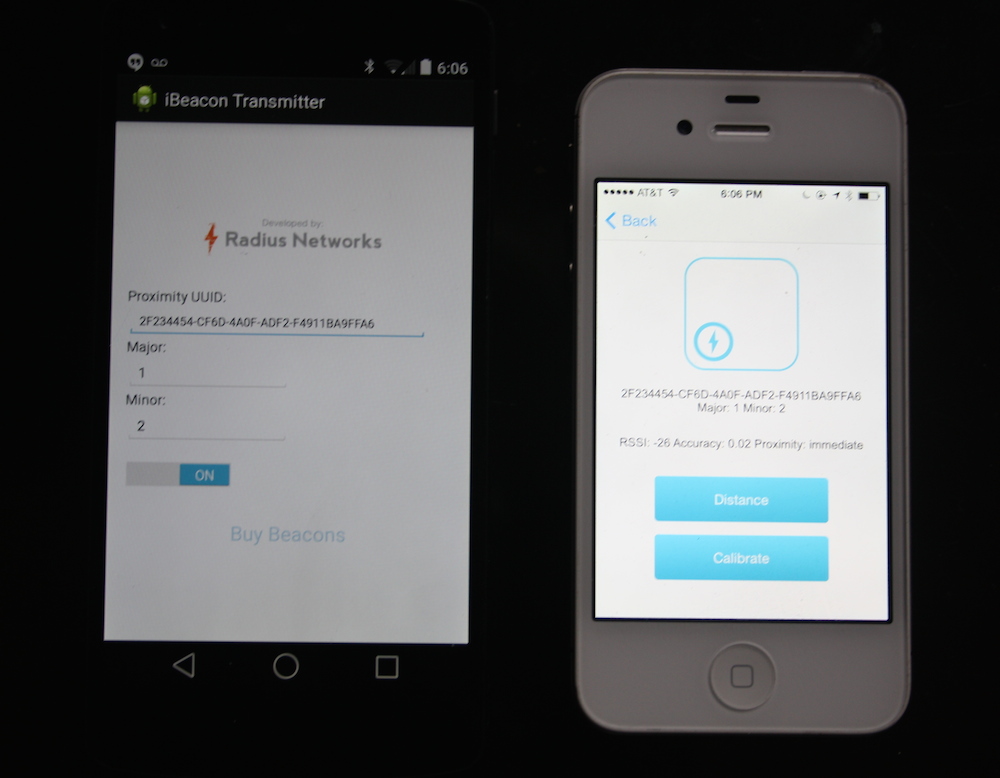 6:06
iBeacon Transmitter
Developed by:
Radius Networks
Proximity UUID:
2F234454-CF6D-4A0F-ADF2-F4911BA9FFA6
Major:
1
Minor:
2
ON
Buy Beacons
AT&T 6:06 PM
Back
2F234454-CF6D-4A0F-ADF2-F4911BA9FFA6
Major: 1 Minor: 2
RSSI: -26 Accuracy: 0.02 Proximity: immediate
Distance
Calibrate